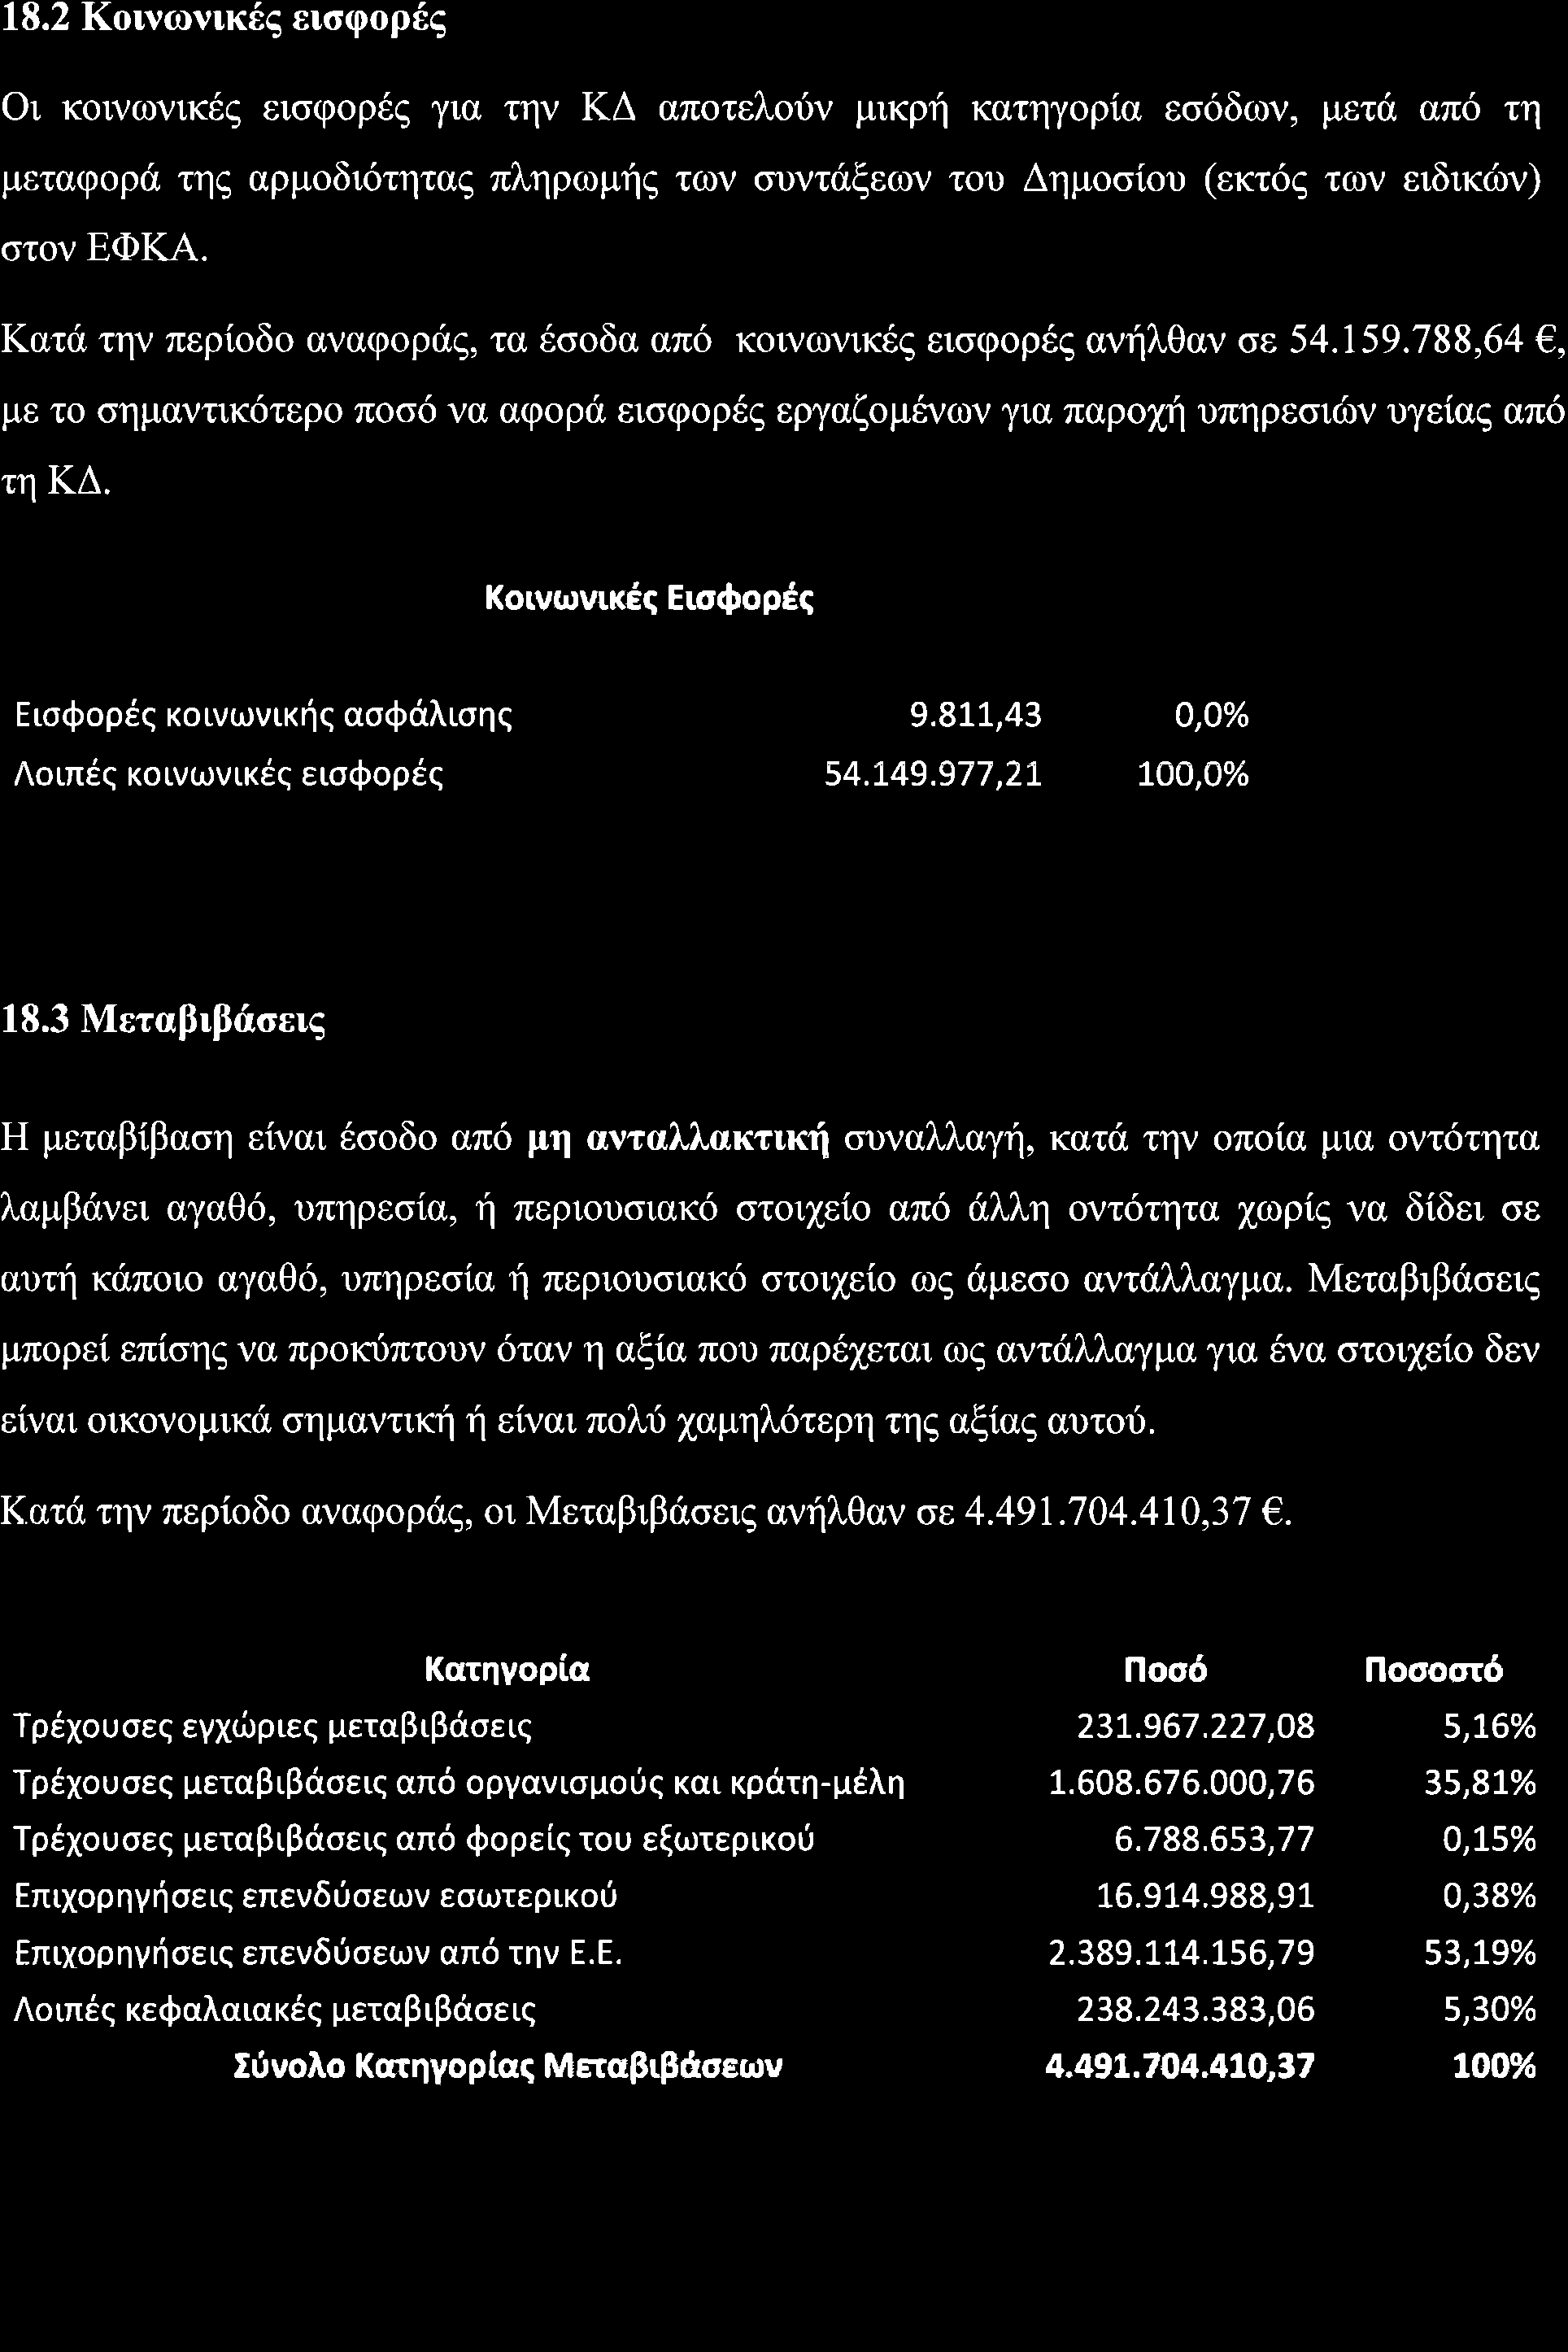 18.2 Κοινωνικές εισφορές
Οι κοινωνικές εισφορές για την ΚΔ αποτελούν μικρή κατηγορία εσόδων, μετά από τη
μεταφορά της αρμοδιότητας πληρωμής των συντάξεων του Δημοσίου (εκτός των ειδικών)
στον ΕΦΚΑ.
Κατά την περίοδο αναφοράς, τα έσοδα από κοινωνικές εισφορές ανήλθαν σε 54.159.788,64 €,
με το σημαντικότερο ποσό να αφορά εισφορές εργαζομένων για παροχή υπηρεσιών υγείας από
τη ΚΔ.
Κοινωνικές Εισφορές
Εισφορές κοινωνικής ασφάλισης 9.811,43 0,0%
Λοιπές κοινωνικές εισφορές 54.149.977,21 100,0%
18.3 Μεταβιβάσεις
Η μεταβίβαση είναι έσοδο από μη ανταλλακτική συναλλαγή, κατά την οποία μια οντότητα
λαμβάνει αγαθό, υπηρεσία, ή περιουσιακό στοιχείο από άλλη οντότητα χωρίς να δίδει σε
αυτή κάποιο αγαθό, υπηρεσία ή περιουσιακό στοιχείο ως άμεσο αντάλλαγμα. Μεταβιβάσεις
μπορεί επίσης να προκύπτουν όταν η αξία που παρέχεται ως αντάλλαγμα για ένα στοιχείο δεν
είναι οικονομικά σημαντική ή είναι πολύ χαμηλότερη της αξίας αυτού.
Κατά την περίοδο αναφοράς, οι Μεταβιβάσεις ανήλθαν σε 4.491.704.410,37 €.
Κατηγορία Ποσό Ποσοστό
Τρέχουσες εγχώριες μεταβιβάσεις 231.967.227,08 5,16%
Τρέχουσες μεταβιβάσεις από οργανισμούς και κράτη-μέλη 1.608.676.000,76 35,81%
Τρέχουσες μεταβιβάσεις από φορείς του εξωτερικού 6.788.653,77 0,15%
Επιχορηγήσεις επενδύσεων εσωτερικού 16.914.988,91 0,38%
Επιχορηγήσεις επενδύσεων από την Ε.Ε. 2.389.114.156,79 53,19%
Λοιπές κεφαλαιακές μεταβιβάσεις 238.243.383,06 5,30%
Σύνολο Κατηγορίας Μεταβιβάσεων 4.491.704.410,37 100%